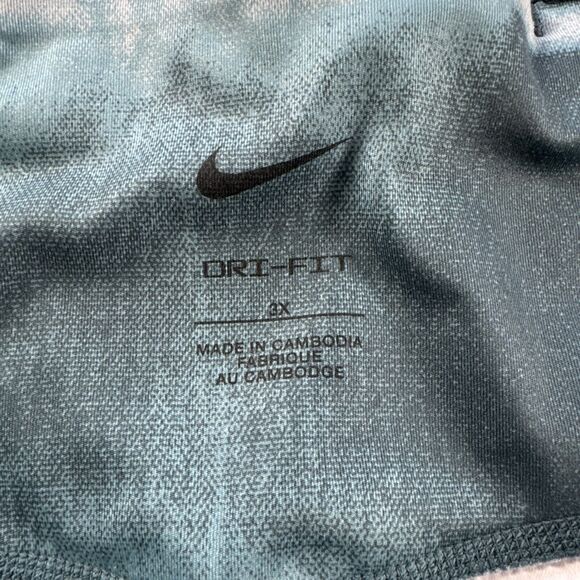 DRI-FIT
3X
MADE IN CAMBODIA
FABRIQUE
AU CAMBODGE